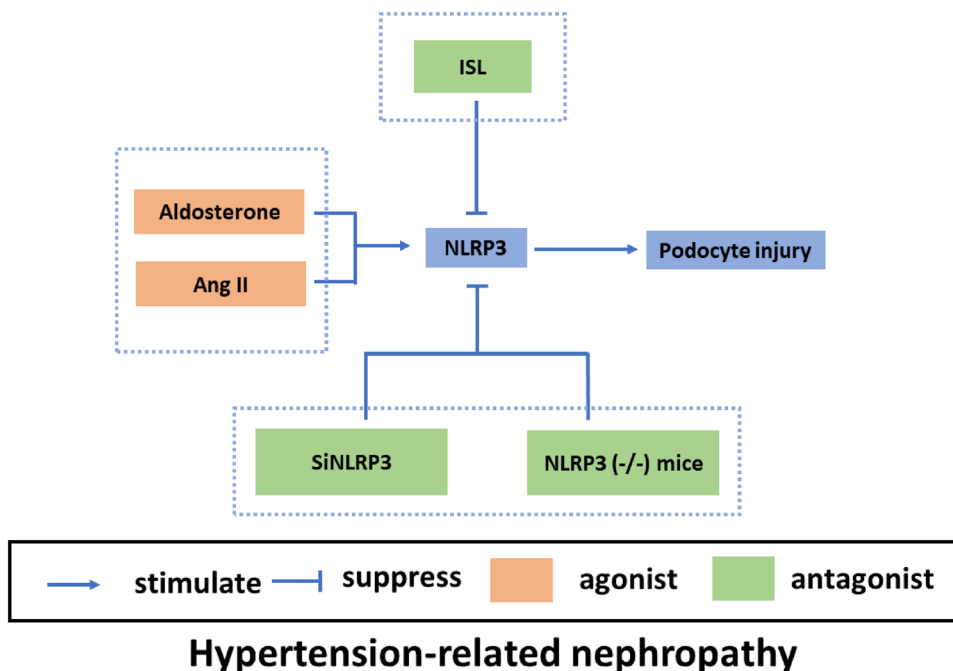 ISL
Aldosterone
Ang II
NLRP3
Podocyte injury
SiNLRP3
NLRP3 (-/-) mice
stimulate
suppress
agonist
antagonist
Hypertension-related nephropathy